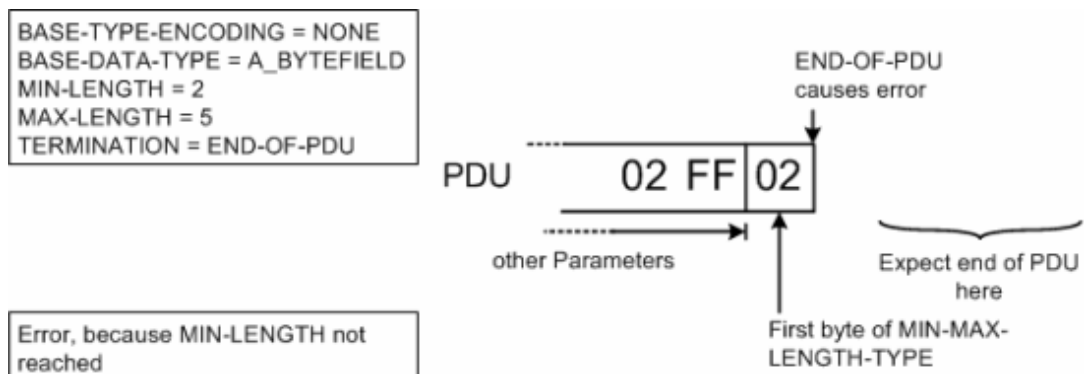 BASE-TYPE-ENCODING = NONE
BASE-DATA-TYPE = A_BYTEFIELD
MIN-LENGTH = 2
MAX-LENGTH = 5
TERMINATION = END-OF-PDU
END-OF-PDU
causes error
PDU
02 FF 02
other Parameters
Expect end of PDU
here
First byte of MIN-MAX-
LENGTH-TYPE
Error, because MIN-LENGTH not
reached